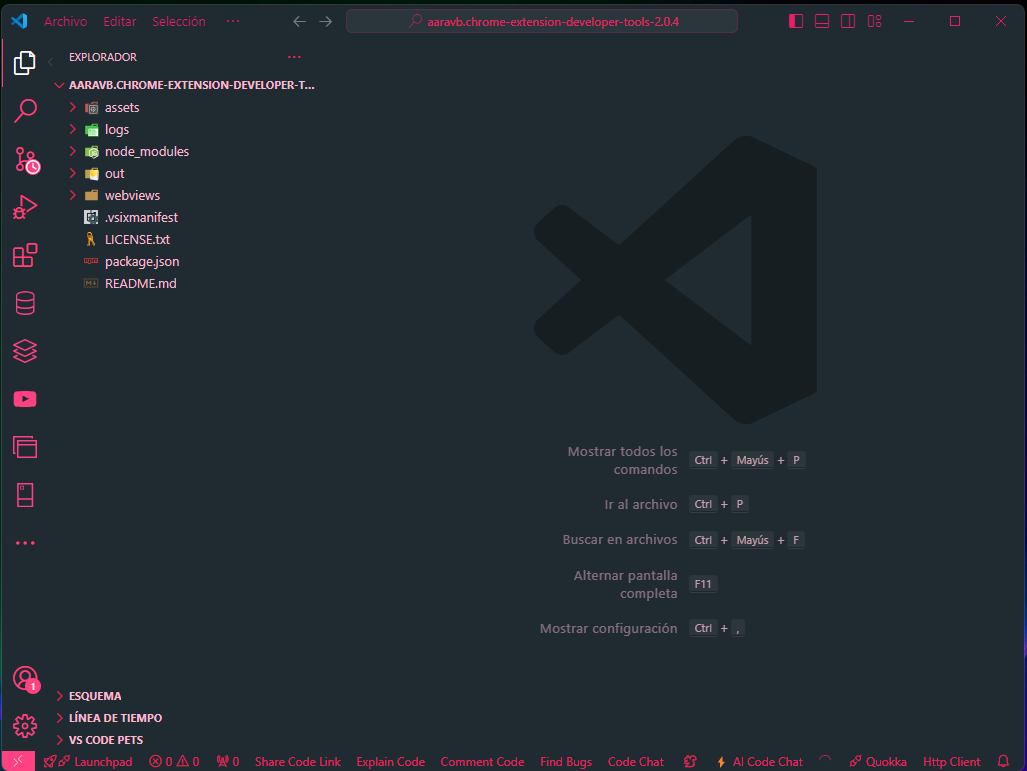 Archivo Editar Selección ... aaravb.chrome-extension-developer-tools-2.0.4
EXPLORADOR ...
AARAVB.CHROME-EXTENSION-DEVELOPER-T...
assets
logs
node_modules
out
webviews
.vsixmanifest
LICENSE.txt
package.json
README.md
Mostrar todos los
comandos
Ctrl + Mayús + P
Ir al archivo Ctrl + P
Buscar en archivos Ctrl + Mayús + F
Alternar pantalla
completa
F11
Mostrar configuración Ctrl + ,
1
ESQUEMA
LÍNEA DE TIEMPO
VS CODE PETS
Launchpad 0 0 0 Share Code Link Explain Code Comment Code Find Bugs Code Chat AI Code Chat Quokka Http Client